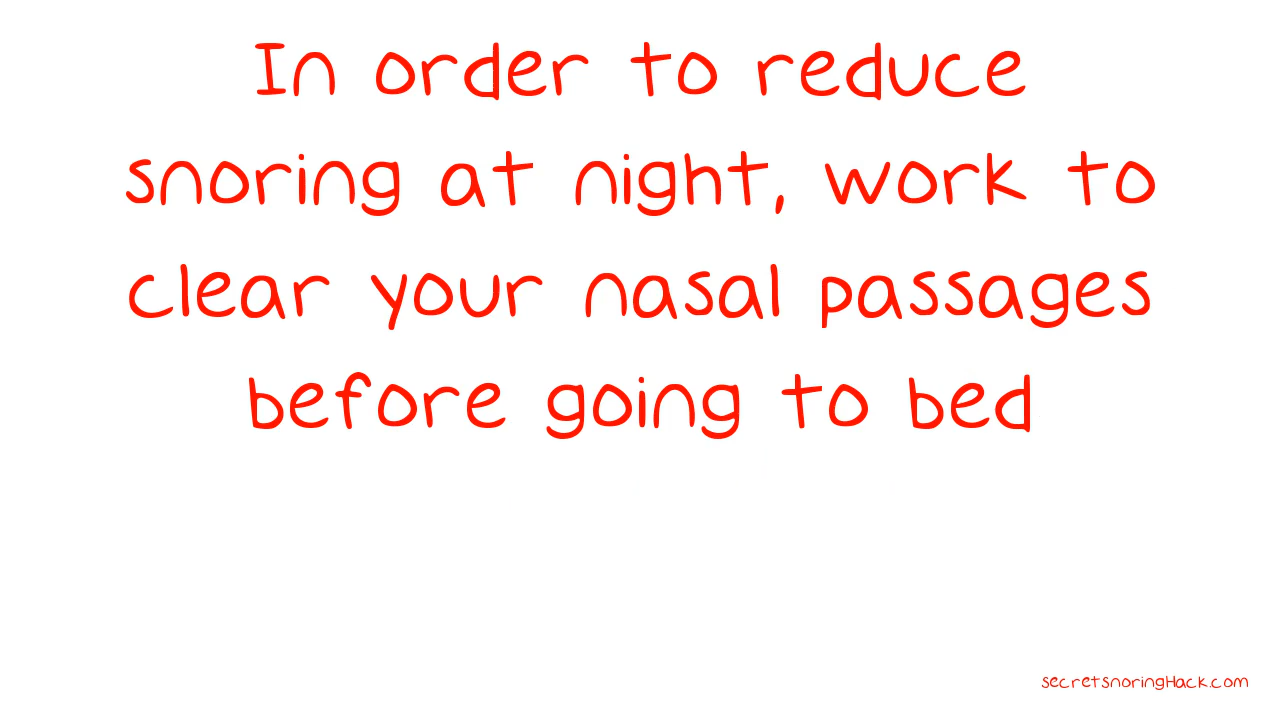 In order to reduce
snoring at night, work to
clear your nasal passages
before going to bed
secretsnoringHack.com